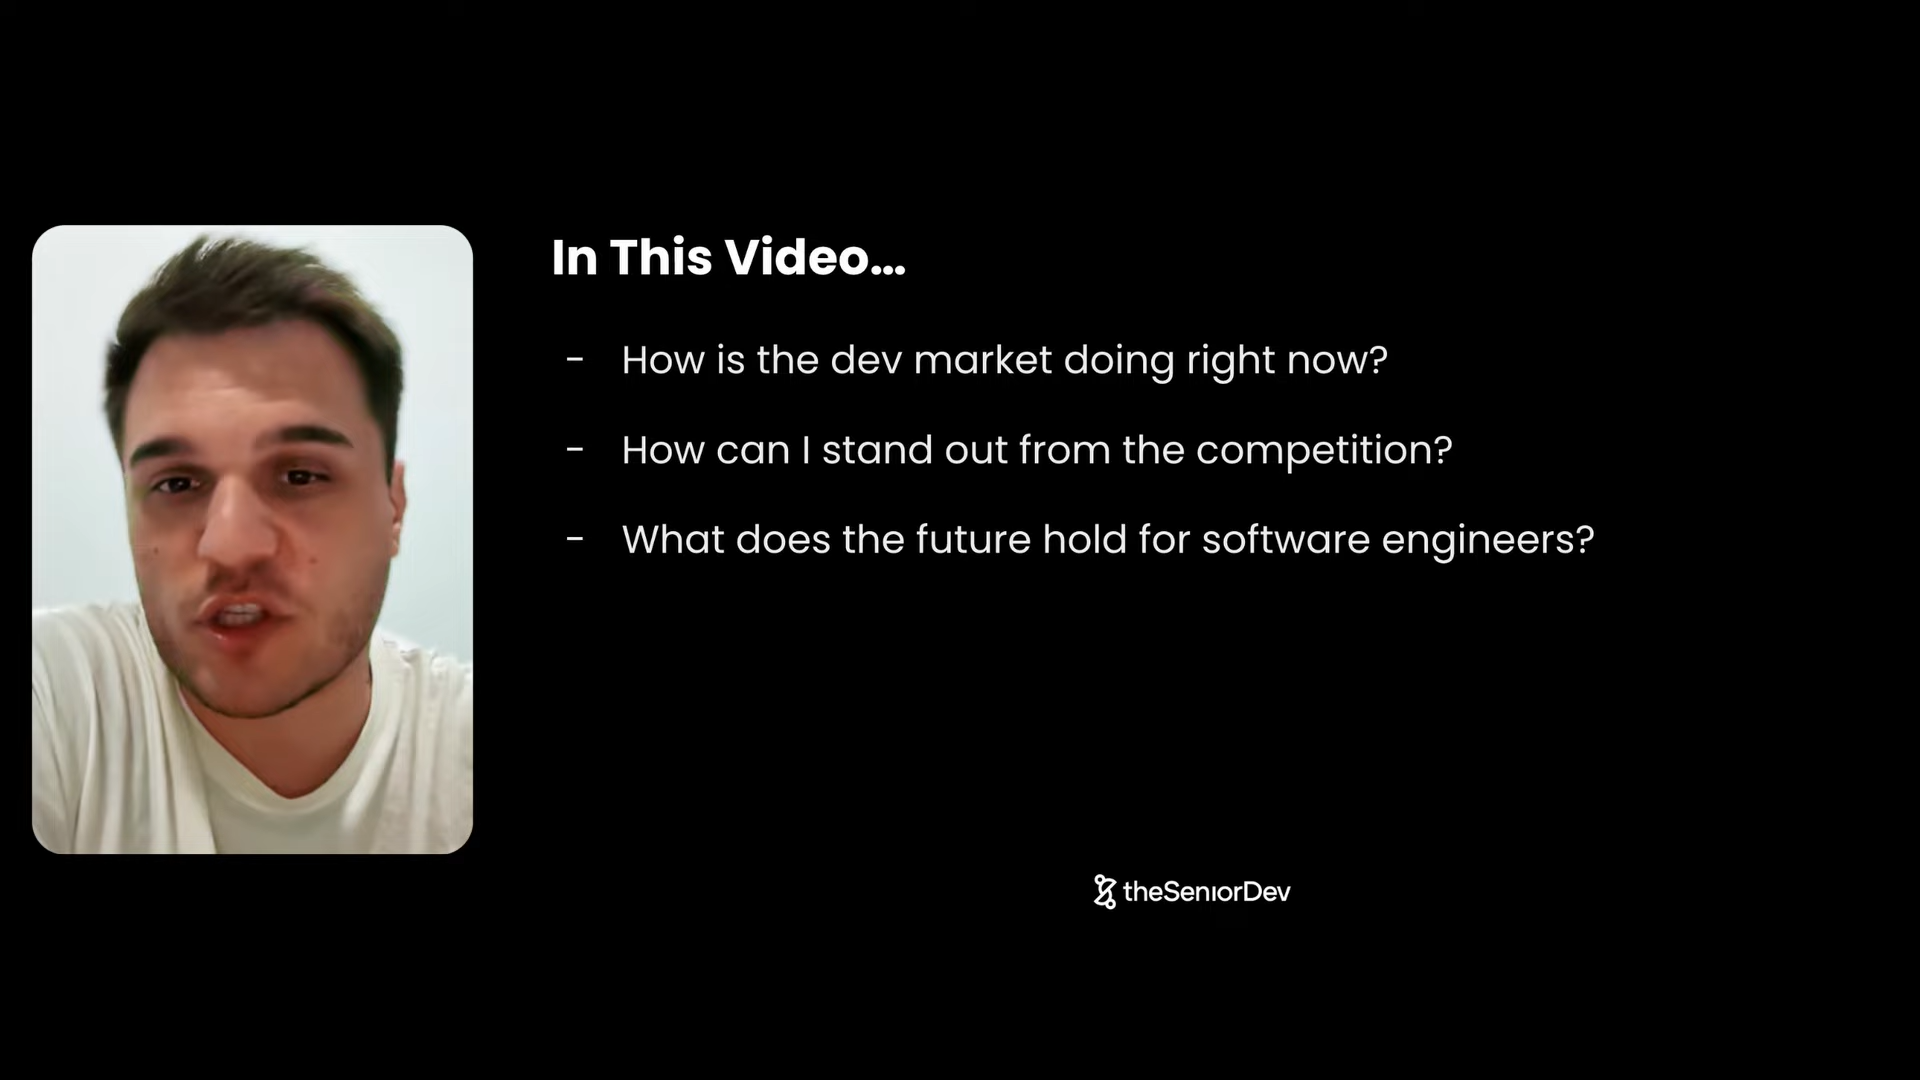 In This Video...
- How is the dev market doing right now?
- How can I stand out from the competition?
- What does the future hold for software engineers?
theSeniorDev